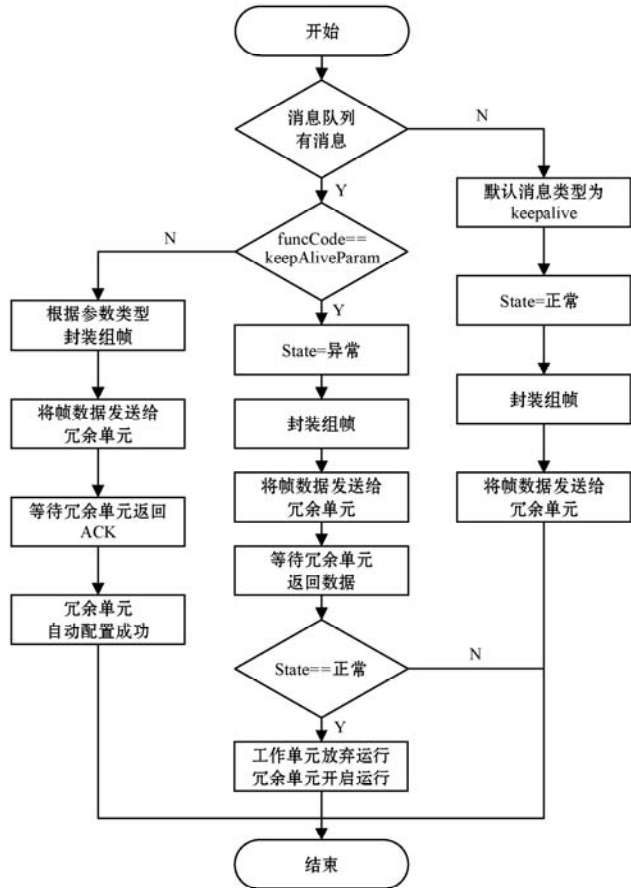 开始
消息队列
有消息
N
Y
默认消息类型为
keepalive
funcCode==
keepAliveParam
N
Y
根据参数类型
封装组帧
State=异常
State=正常
将帧数据发送给
冗余单元
封装组帧
封装组帧
等待冗余单元返回
ACK
将帧数据发送给
冗余单元
将帧数据发送给
冗余单元
冗余单元
自动配置成功
等待冗余单元
返回数据
State==正常
N
Y
工作单元放弃运行
冗余单元开启运行
结束